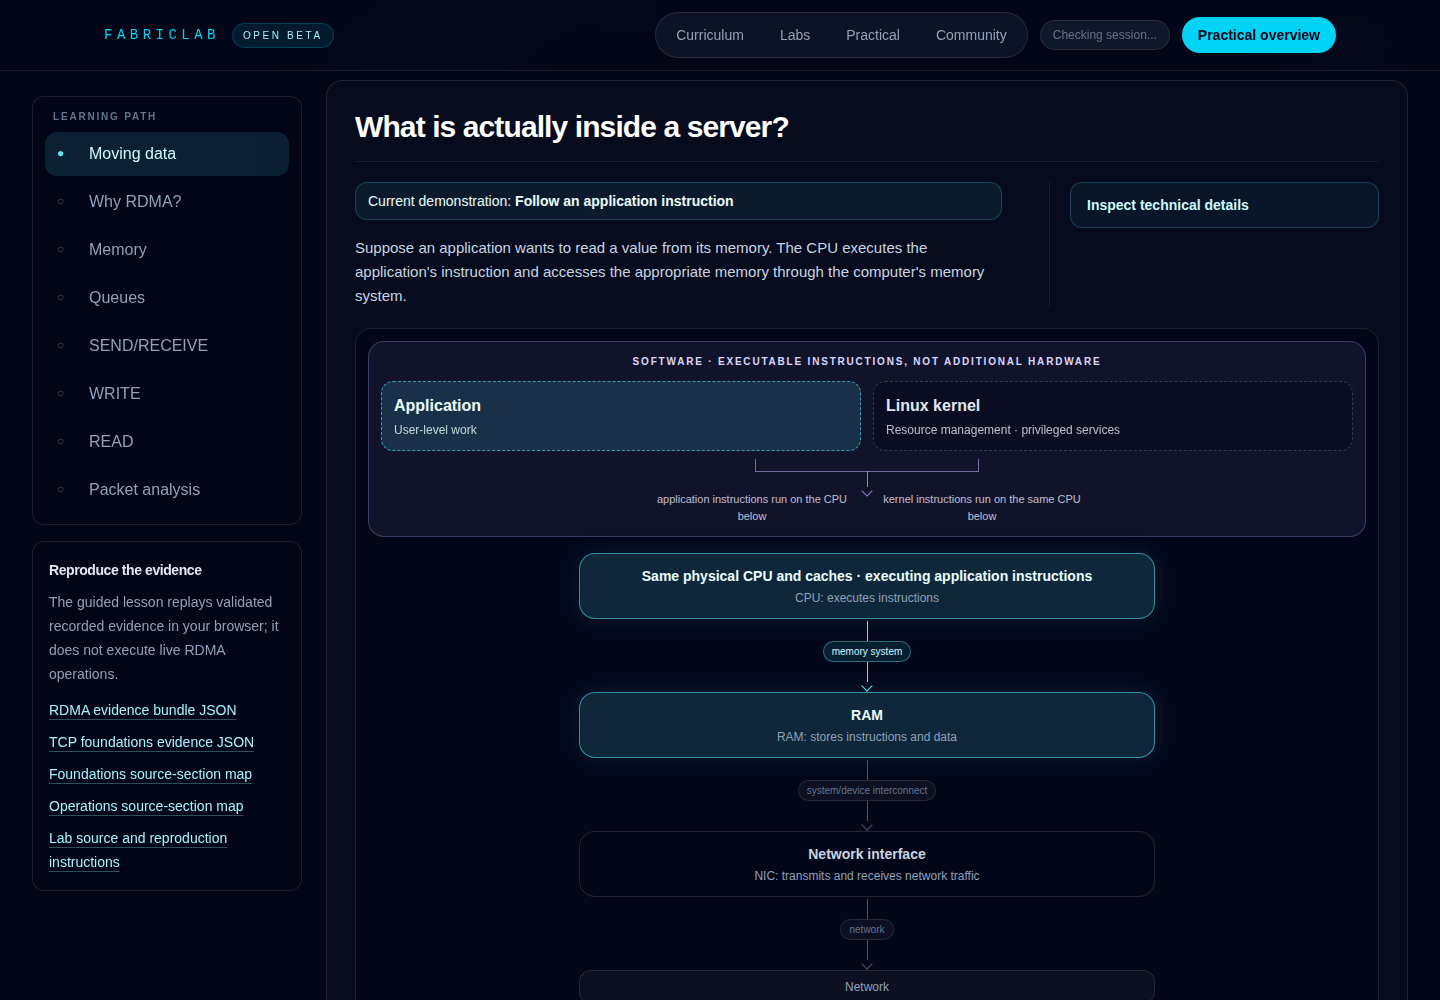 FABRICLAB
OPEN BETA
Curriculum
Labs
Practical
Community
Checking session...
Practical overview
LEARNING PATH
Moving data
Why RDMA?
Memory
Queues
SEND/RECEIVE
WRITE
READ
Packet analysis
Reproduce the evidence
The guided lesson replays validated
recorded evidence in your browser; it
does not execute live RDMA
operations.
RDMA evidence bundle JSON
TCP foundations evidence JSON
Foundations source-section map
Operations source-section map
Lab source and reproduction
instructions
What is actually inside a server?
Current demonstration: Follow an application instruction
Inspect technical details
Suppose an application wants to read a value from its memory. The CPU executes the
application's instruction and accesses the appropriate memory through the computer's memory
system.
SOFTWARE · EXECUTABLE INSTRUCTIONS, NOT ADDITIONAL HARDWARE
Application
User-level work
Linux kernel
Resource management · privileged services
application instructions run on the CPU
below
kernel instructions run on the same CPU
below
Same physical CPU and caches · executing application instructions
CPU: executes instructions
memory system
RAM
RAM: stores instructions and data
system/device interconnect
Network interface
NIC: transmits and receives network traffic
network
Network